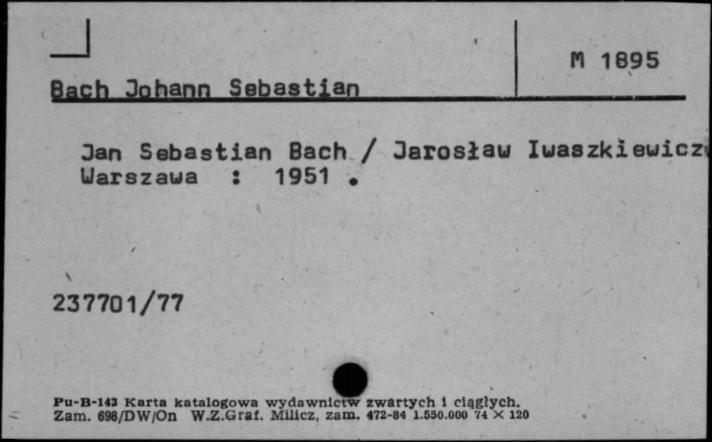 M 1895
Bach Johann Sebastian
Jan Sebastian Bach / Jarosław Iwaszkiewicz
Warszawa : 1951 .
237701/77
Pu-B-143 Karta katalogowa wydawnictw zwartych i ciągłych.
Zam. 698/DW/On W.Z.Graf. Milicz, zam. 472-84 1.550.000 74 × 120